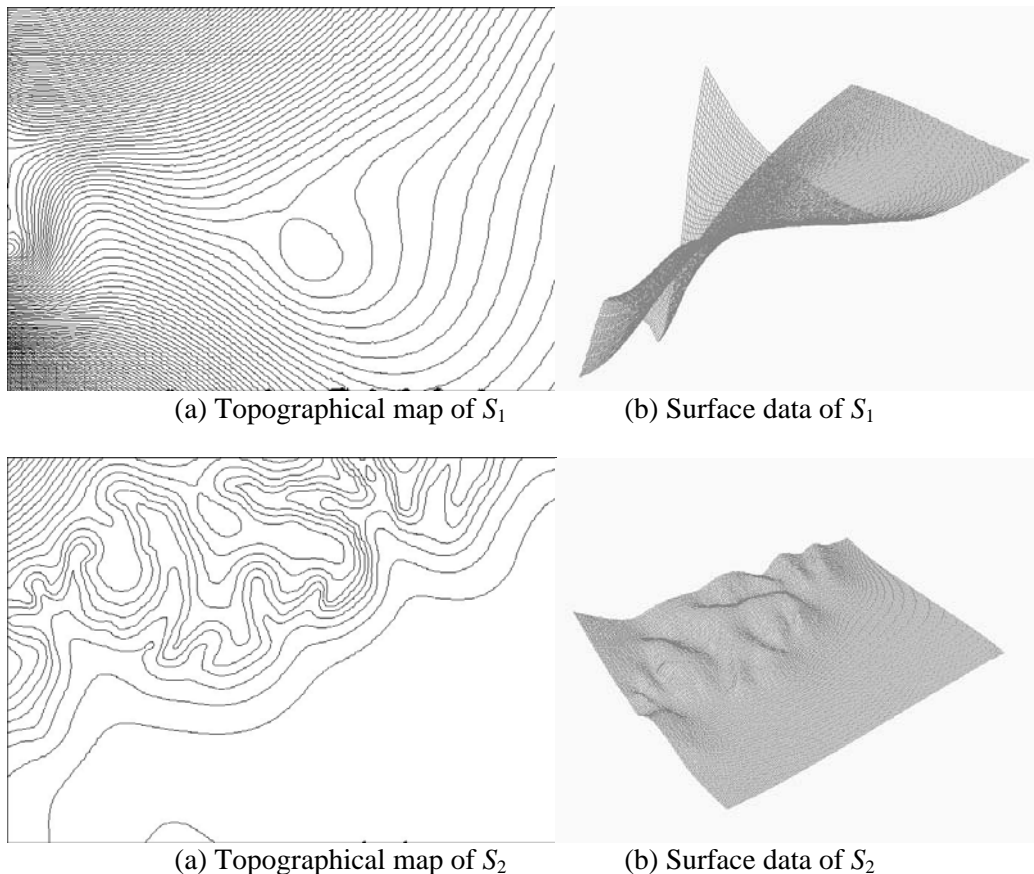 (a) Topographical map of S1 (b) Surface data of S1
(a) Topographical map of S2 (b) Surface data of S2